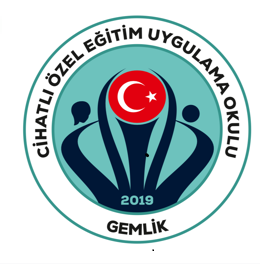 CİHATLI ÖZEL EĞİTİM UYGULAMA OKULU
2019
GEMLİK